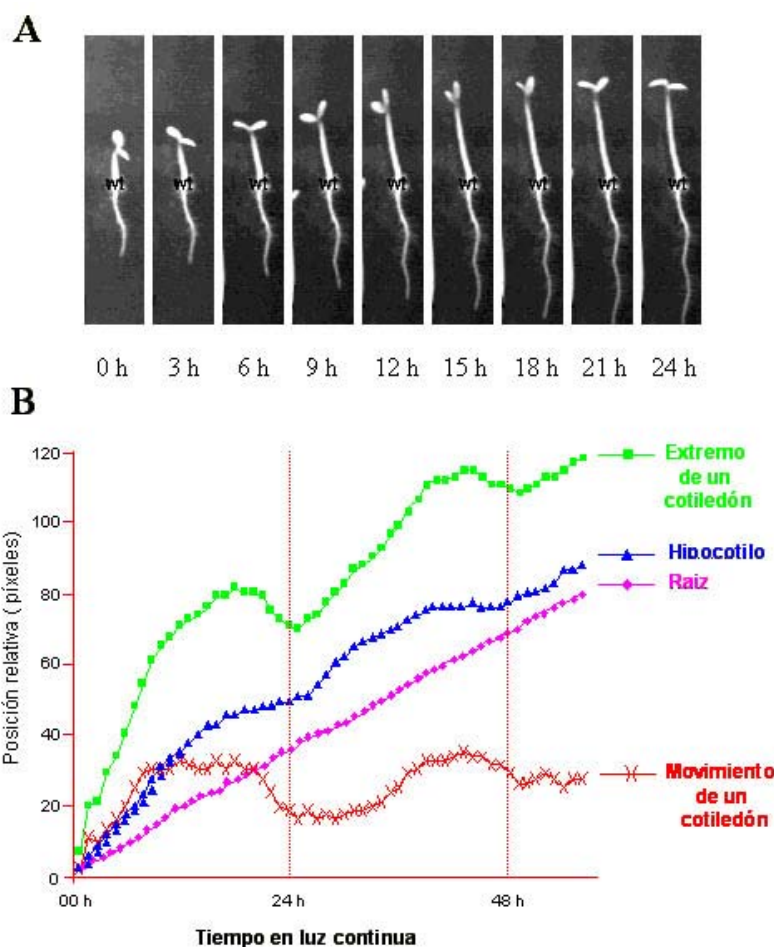 A
wt wt wt wt wt wt wt wt wt
0 h 3 h 6 h 9 h 12 h 15 h 18 h 21 h 24 h
B
120
100
80
60
40
20
0
Posición relativa ( píxeles)
00 h 24 h 48 h
Tiempo en luz continua
Extremo
de un
cotiledón
Hipocotilo
Raiz
Movimiento
de un
cotiledón